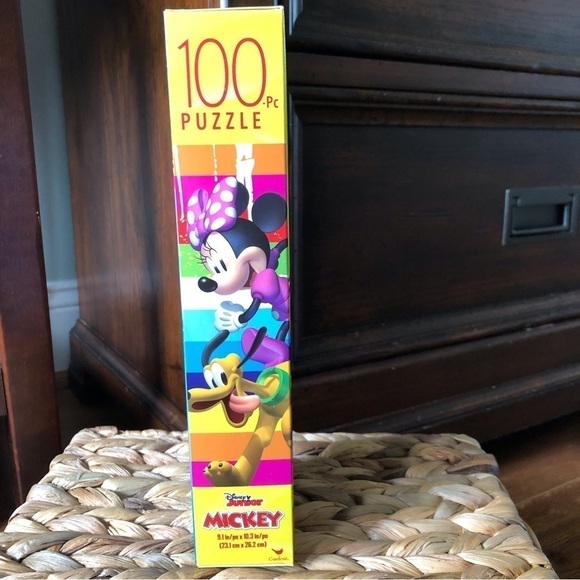 100-Pc
PUZZLE
Disney
JUNIOR
MICKEY
9.1 in/po x 10.3 in/po
(23.1 cm x 26.2 cm)
Cardinal